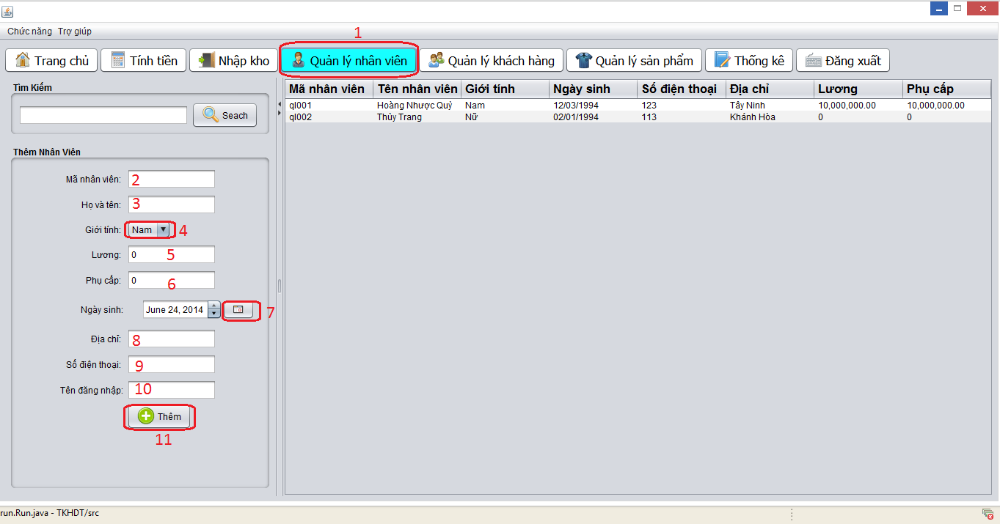 Chức năng Trợ giúp
1
Trang chủ Tính tiền Nhập kho Quản lý nhân viên Quản lý khách hàng Quản lý sản phẩm Thống kê Đăng xuất
Tìm Kiếm
Seach
Thêm Nhân Viên
Mã nhân viên: 2
Họ và tên: 3
Giới tính: Nam 4
Lương: 0 5
Phụ cấp: 0 6
Ngày sinh: June 24, 2014 7
Địa chỉ: 8
Số điện thoại: 9
Tên đăng nhập: 10
Thêm
11
Mã nhân viên Tên nhân viên Giới tính Ngày sinh Số điện thoại Địa chỉ Lương Phụ cấp
ql001 Hoàng Nhược Quỷ Nam 12/03/1994 123 Tây Ninh 10,000,000.00 10,000,000.00
ql002 Thùy Trang Nữ 02/01/1994 113 Khánh Hòa 0 0
run.Run.java - TKHDT/src